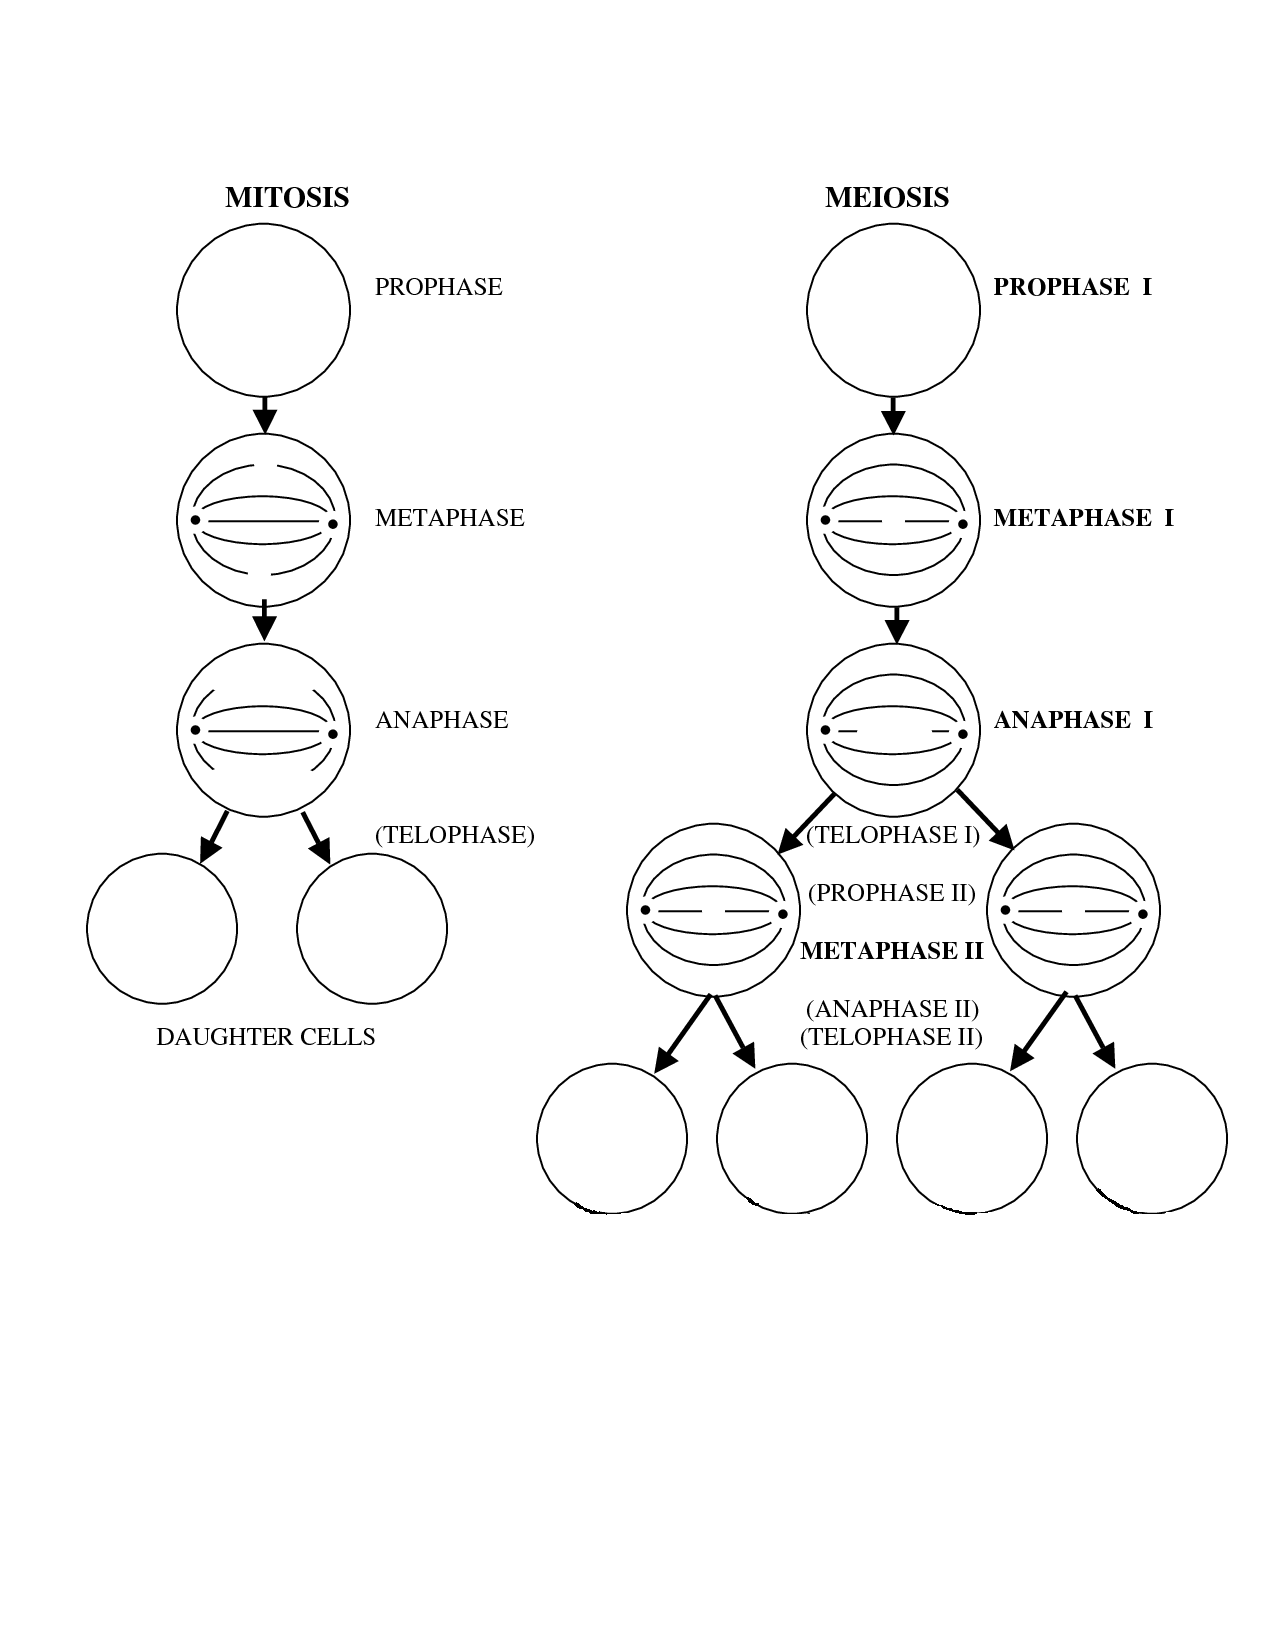 MITOSIS
PROPHASE
METAPHASE
ANAPHASE
(TELOPHASE)
DAUGHTER CELLS
MEIOSIS
PROPHASE I
METAPHASE I
ANAPHASE I
(TELOPHASE I)
(PROPHASE II)
METAPHASE II
(ANAPHASE II)
(TELOPHASE II)